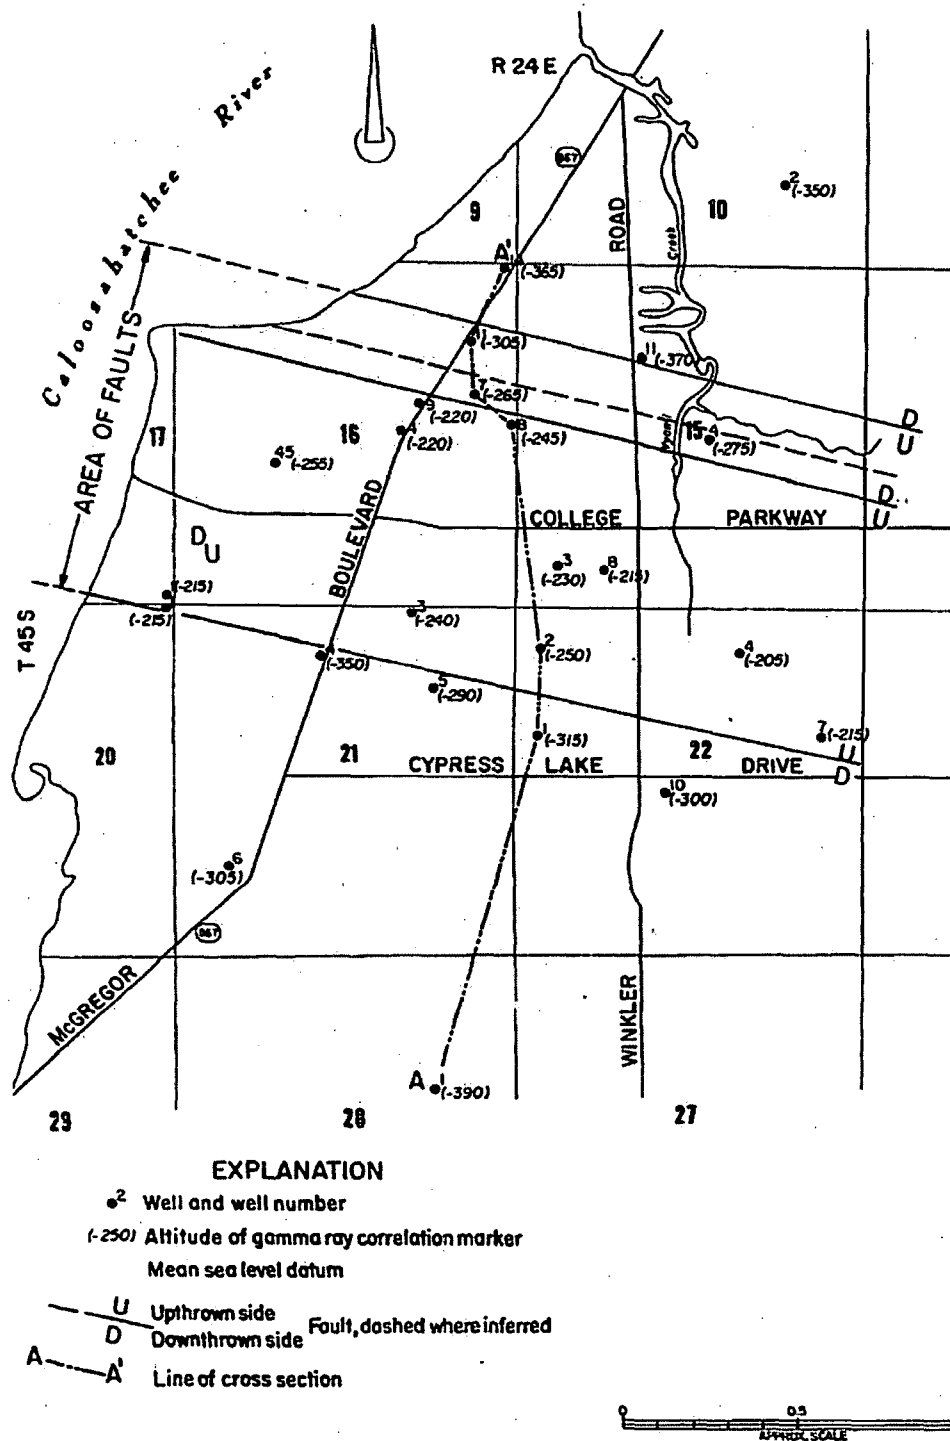 Caloosahatchee River
R 24 E
867
9
ROAD
10
2
(-350)
Creek
A'
(-365)
AREA OF FAULTS
1
(-305)
11
(-370)
7
(-265)
9
(-220)
4
(-220)
8
(-245)
D
U
17
16
15
4
(-275)
45
(-255)
D
U
COLLEGE PARKWAY
BOULEVARD
D
U
3
(-230)
8
(-215)
(-215)
(-215)
3
(-240)
T 45 S
2
(-250)
4
(-205)
(-350)
5
(-290)
1
(-315)
7
(-215)
U
D
20
21
22
CYPRESS LAKE DRIVE
10
(-300)
6
(-305)
867
McGREGOR
WINKLER
A
1
(-390)
29
28
27
EXPLANATION
2 Well and well number
(-250) Altitude of gamma ray correlation marker
Mean sea level datum
U Upthrown side
D Downthrown side
Fault, dashed where inferred
A A' Line of cross section
0 0.5
APPROX. SCALE